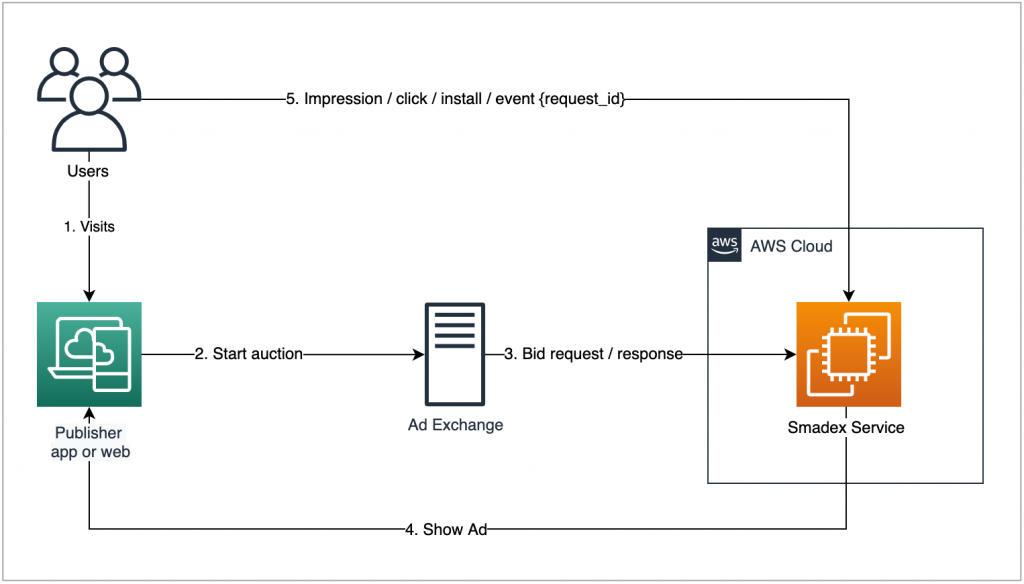 5. Impression / click / install / event {request_id}
Users
1. Visits
aws
AWS Cloud
2. Start auction
3. Bid request / response
Ad Exchange
Smadex Service
Publisher
app or web
4. Show Ad